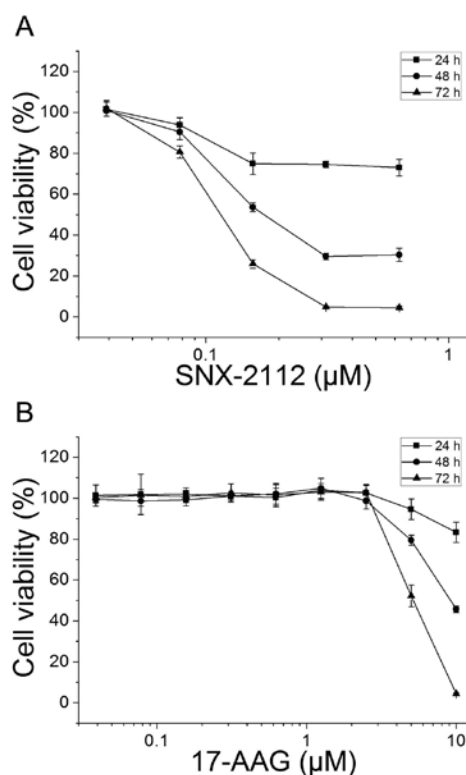 A
24 h
48 h
72 h
120
100
80
60
40
20
0
Cell viability (%)
0.1
1
SNX-2112 (µM)
B
24 h
48 h
72 h
120
100
80
60
40
20
0
Cell viability (%)
0.1
1
10
17-AAG (µM)